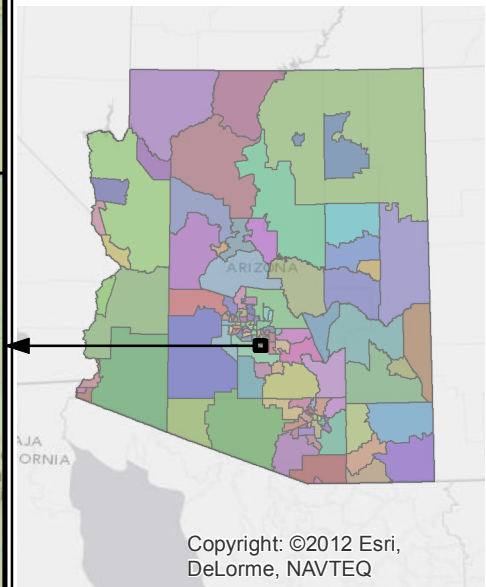 ARIZONA
AJA
ORNIA
Copyright: ©2012 Esri,
DeLorme, NAVTEQ